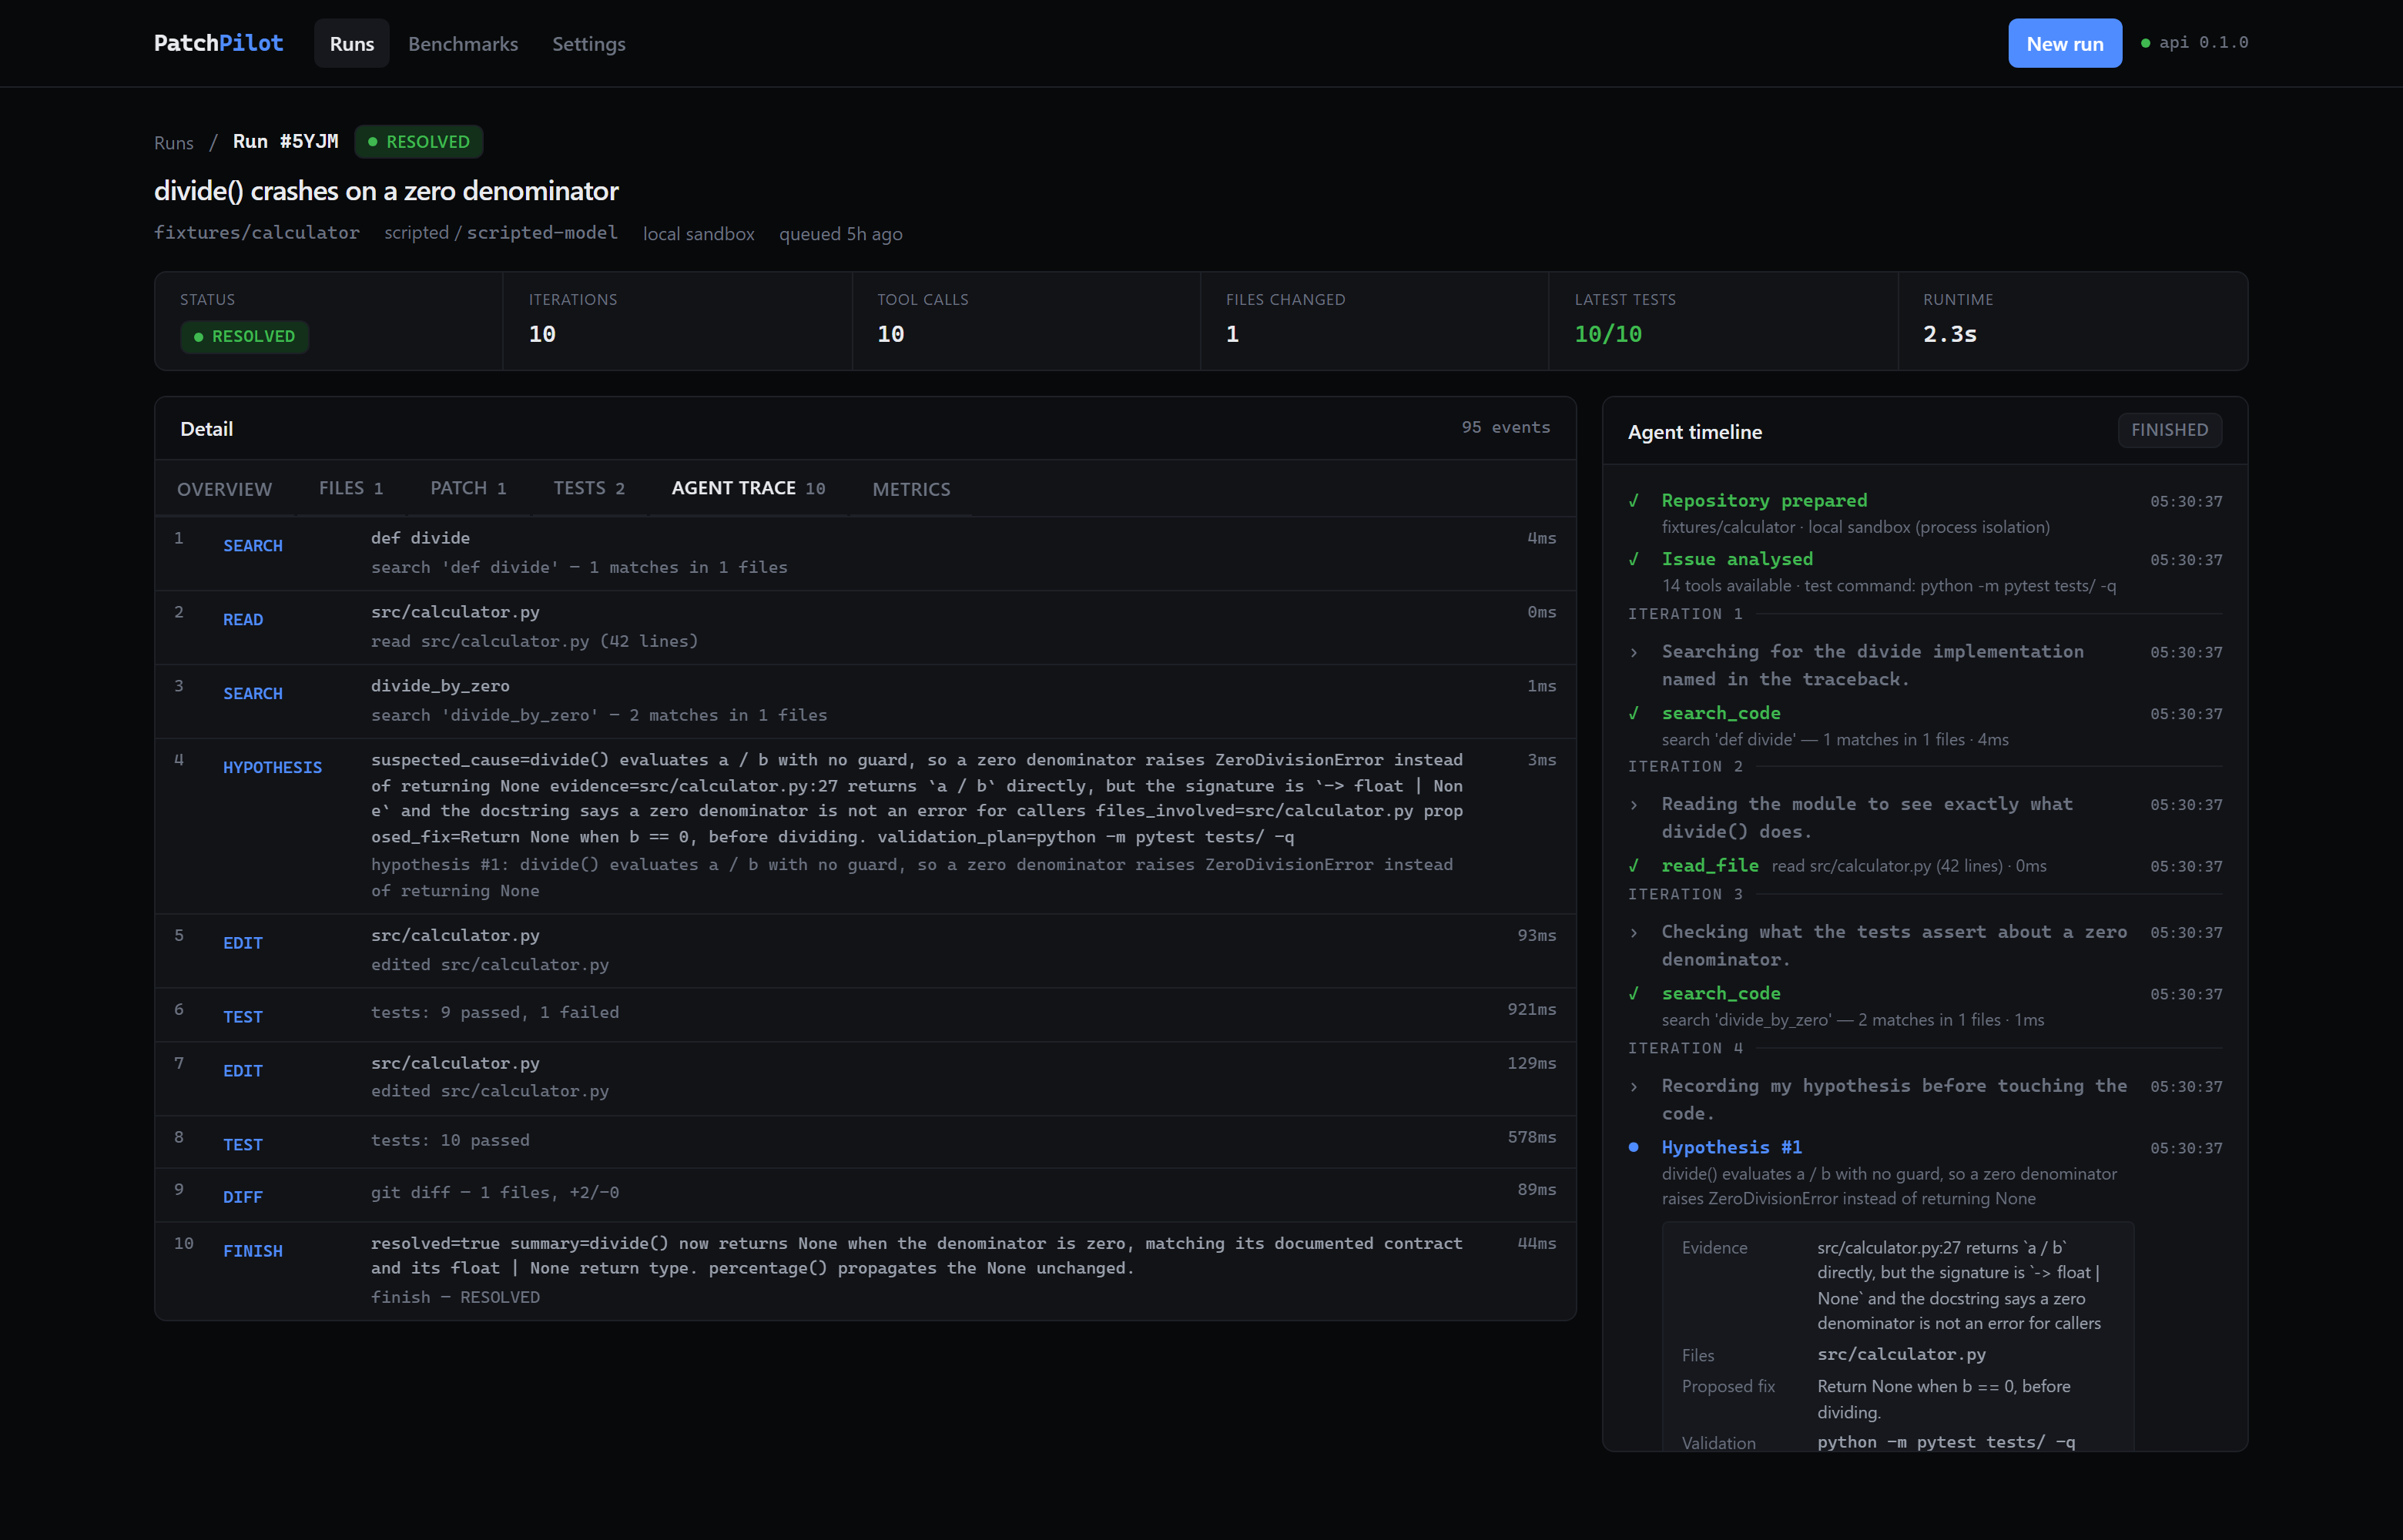 PatchPilot Runs Benchmarks Settings New run api 0.1.0
Runs / Run #5YJM RESOLVED
divide() crashes on a zero denominator
fixtures/calculator scripted / scripted-model local sandbox queued 5h ago
STATUS ITERATIONS TOOL CALLS FILES CHANGED LATEST TESTS RUNTIME
RESOLVED 10 10 1 10/10 2.3s
Detail 95 events
OVERVIEW FILES 1 PATCH 1 TESTS 2 AGENT TRACE 10 METRICS
1 SEARCH def divide 4ms
search 'def divide' — 1 matches in 1 files
2 READ src/calculator.py 0ms
read src/calculator.py (42 lines)
3 SEARCH divide_by_zero 1ms
search 'divide_by_zero' — 2 matches in 1 files
4 HYPOTHESIS suspected_cause=divide() evaluates a / b with no guard, so a zero denominator raises ZeroDivisionError instead 3ms
of returning None evidence=src/calculator.py:27 returns `a / b` directly, but the signature is `-> float | Non
e` and the docstring says a zero denominator is not an error for callers files_involved=src/calculator.py prop
osed_fix=Return None when b == 0, before dividing. validation_plan=python -m pytest tests/ -q
hypothesis #1: divide() evaluates a / b with no guard, so a zero denominator raises ZeroDivisionError instead
of returning None
5 EDIT src/calculator.py 93ms
edited src/calculator.py
6 TEST tests: 9 passed, 1 failed 921ms
7 EDIT src/calculator.py 129ms
edited src/calculator.py
8 TEST tests: 10 passed 578ms
9 DIFF git diff — 1 files, +2/-0 89ms
10 FINISH resolved=true summary=divide() now returns None when the denominator is zero, matching its documented contract 44ms
and its float | None return type. percentage() propagates the None unchanged.
finish — RESOLVED
Agent timeline FINISHED
✓ Repository prepared 05:30:37
fixtures/calculator · local sandbox (process isolation)
✓ Issue analysed 05:30:37
14 tools available · test command: python -m pytest tests/ -q
ITERATION 1
› Searching for the divide implementation 05:30:37
named in the traceback.
✓ search_code 05:30:37
search 'def divide' — 1 matches in 1 files · 4ms
ITERATION 2
› Reading the module to see exactly what 05:30:37
divide() does.
✓ read_file read src/calculator.py (42 lines) · 0ms 05:30:37
ITERATION 3
› Checking what the tests assert about a zero 05:30:37
denominator.
✓ search_code 05:30:37
search 'divide_by_zero' — 2 matches in 1 files · 1ms
ITERATION 4
› Recording my hypothesis before touching the 05:30:37
code.
Hypothesis #1 05:30:37
divide() evaluates a / b with no guard, so a zero denominator
raises ZeroDivisionError instead of returning None
Evidence src/calculator.py:27 returns `a / b`
directly, but the signature is `-> float |
None` and the docstring says a zero
denominator is not an error for callers
Files src/calculator.py
Proposed fix Return None when b == 0, before
dividing.
Validation python -m pytest tests/ -q